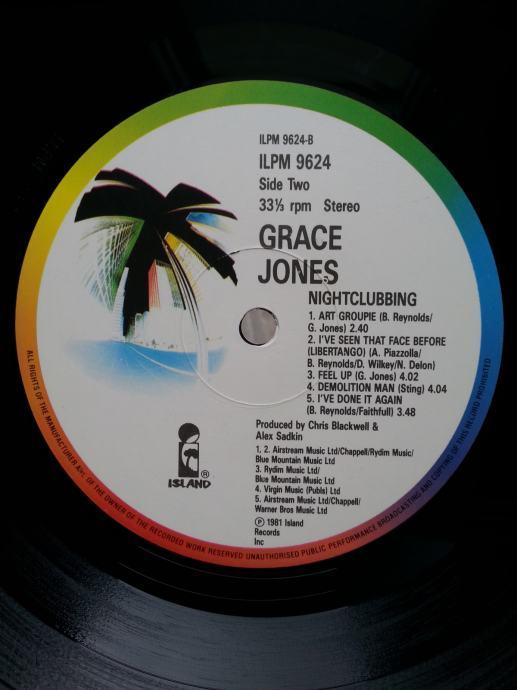 ILPM 9624-B
ILPM 9624
Side Two
33⅓ rpm Stereo
GRACE
JONES
NIGHTCLUBBING
1. ART GROUPIE (B. Reynolds/
G. Jones) 2.40
2. I'VE SEEN THAT FACE BEFORE
(LIBERTANGO) (A. Piazzolla/
B. Reynolds/D. Wilkey/N. Delon)
3. FEEL UP (G. Jones) 4.02
4. DEMOLITION MAN (Sting) 4.04
5. I'VE DONE IT AGAIN
(B. Reynolds/Faithfull) 3.48
Produced by Chris Blackwell &
Alex Sadkin
1. 2. Airstream Music Ltd/Chappell/Rydim Music/
Blue Mountain Music Ltd
3. Rydim Music Ltd/
Blue Mountain Music Ltd
4. Virgin Music (Publs) Ltd
5. Airstream Music Ltd/Chappell/
Warner Bros Music Ltd
℗ 1981 Island
Records
Inc
ISLAND ®
ALL RIGHTS OF THE MANUFACTURER AND OF THE OWNER OF THE RECORDED WORK RESERVED UNAUTHORISED PUBLIC PERFORMANCE BROADCASTING AND COPYING OF THIS RECORD PROHIBITED